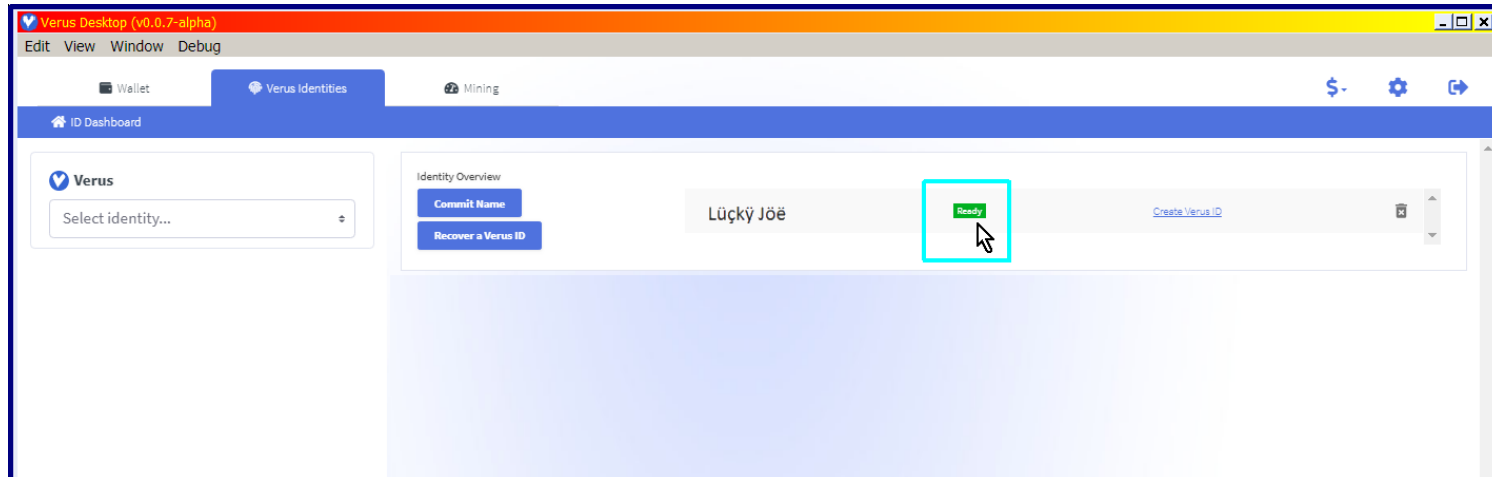 Verus Desktop (v0.0.7-alpha)
Edit View Window Debug
Wallet Verus Identities Mining $
ID Dashboard
Verus
Select identity...
Identity Overview
Commit Name
Recover a Verus ID
Lüçkÿ Jöë Ready Create Verus ID